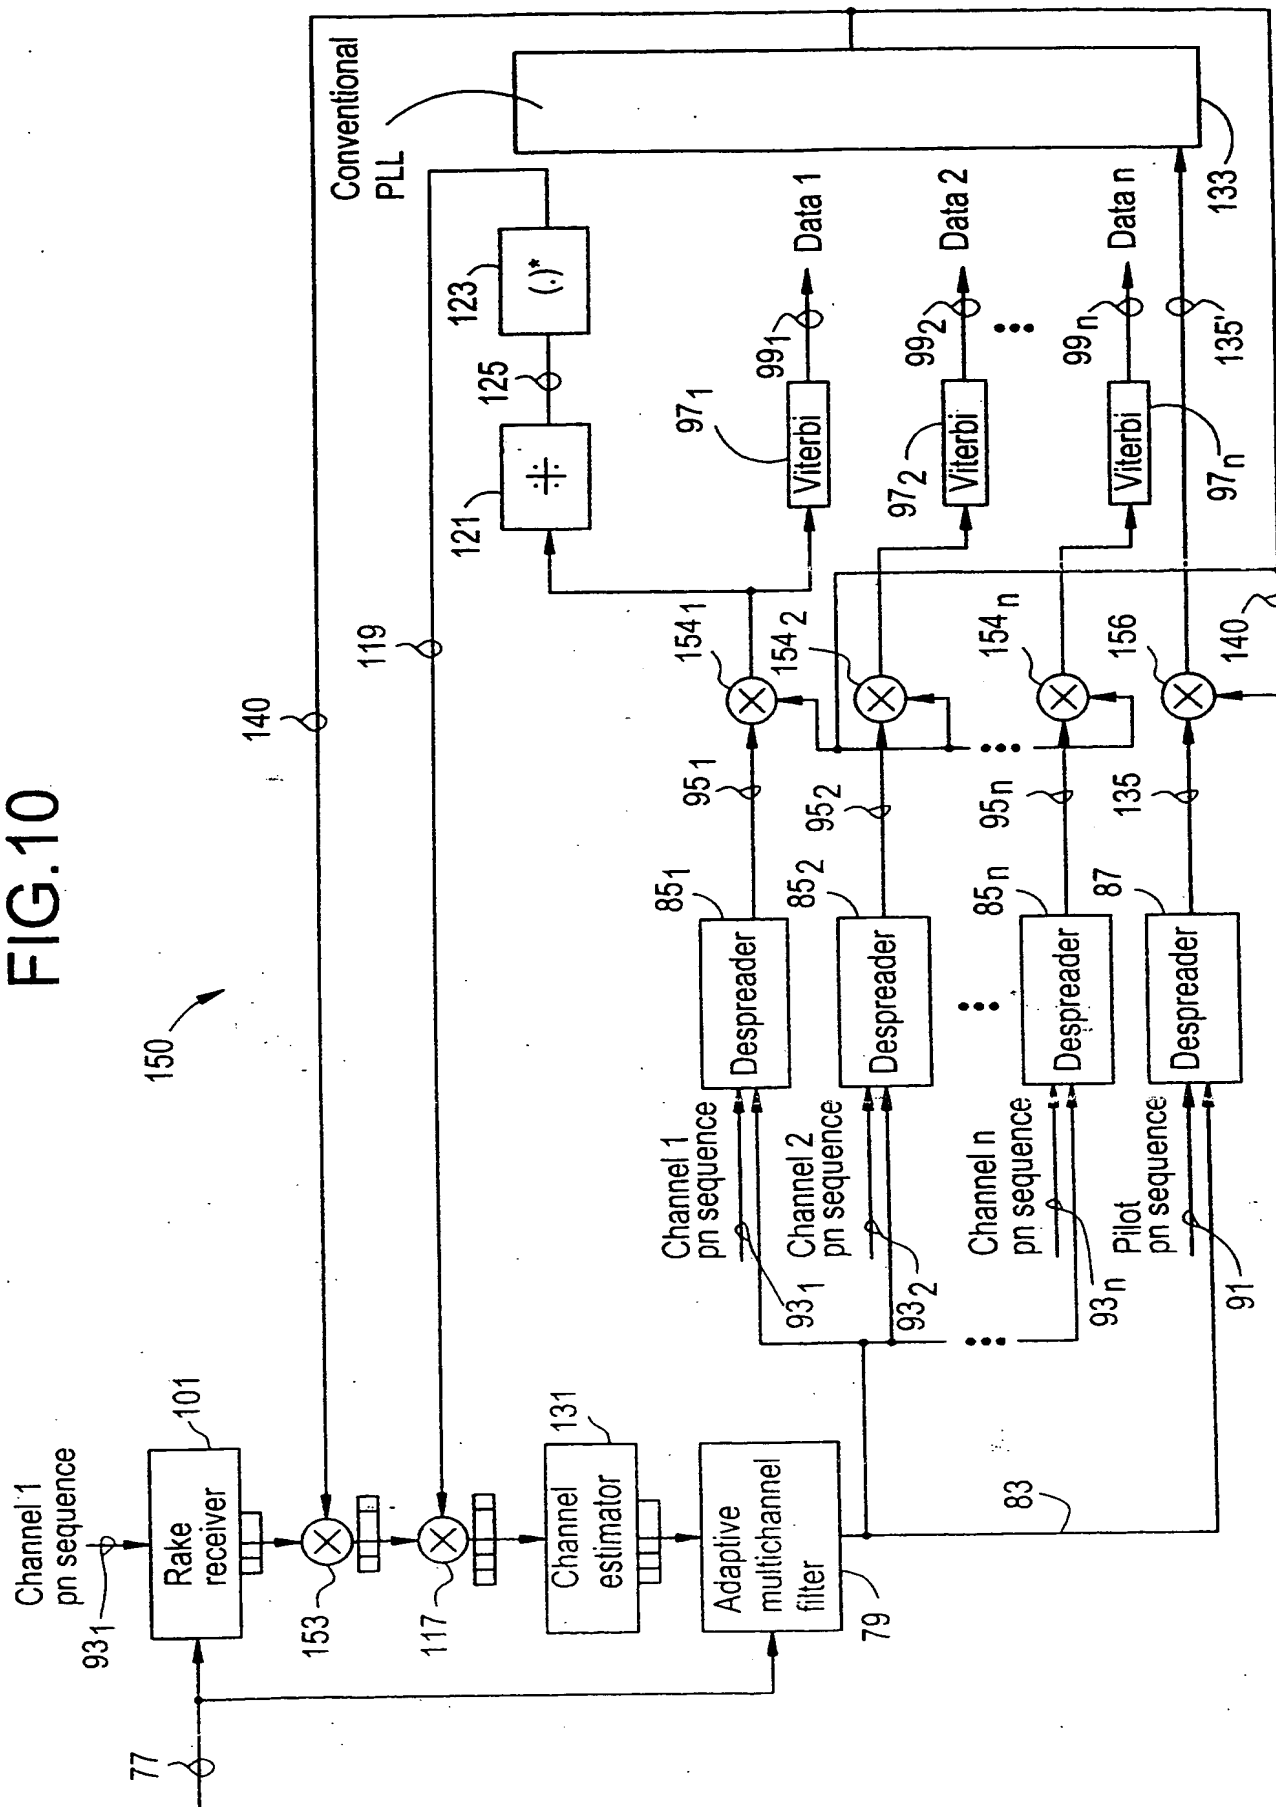 FIG.10
150
Channel 1
pn sequence
93₁
77
Rake
receiver
101
153
117
Channel
estimator
131
Adaptive
multichannel
filter
79
83
140
119
Channel 1
pn sequence
93₁
Channel 2
pn sequence
93₂
Channel n
pn sequence
93n
Pilot
pn sequence
91
Despreader
85₁
Despreader
85₂
Despreader
85n
Despreader
87
95₁
95₂
95n
135
154₁
154₂
154n
156
140
121
125
(.)*
123
Viterbi
97₁
Viterbi
97₂
Viterbi
97n
99₁
99₂
99n
135'
Data 1
Data 2
Data n
Conventional
PLL
133